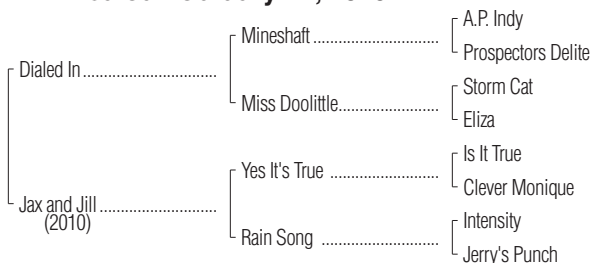 A.P. Indy
Mineshaft
Prospectors Delite
Dialed In
Storm Cat
Miss Doolittle
Eliza
Is It True
Yes It's True
Clever Monique
Jax and Jill
(2010)
Intensity
Rain Song
Jerry's Punch